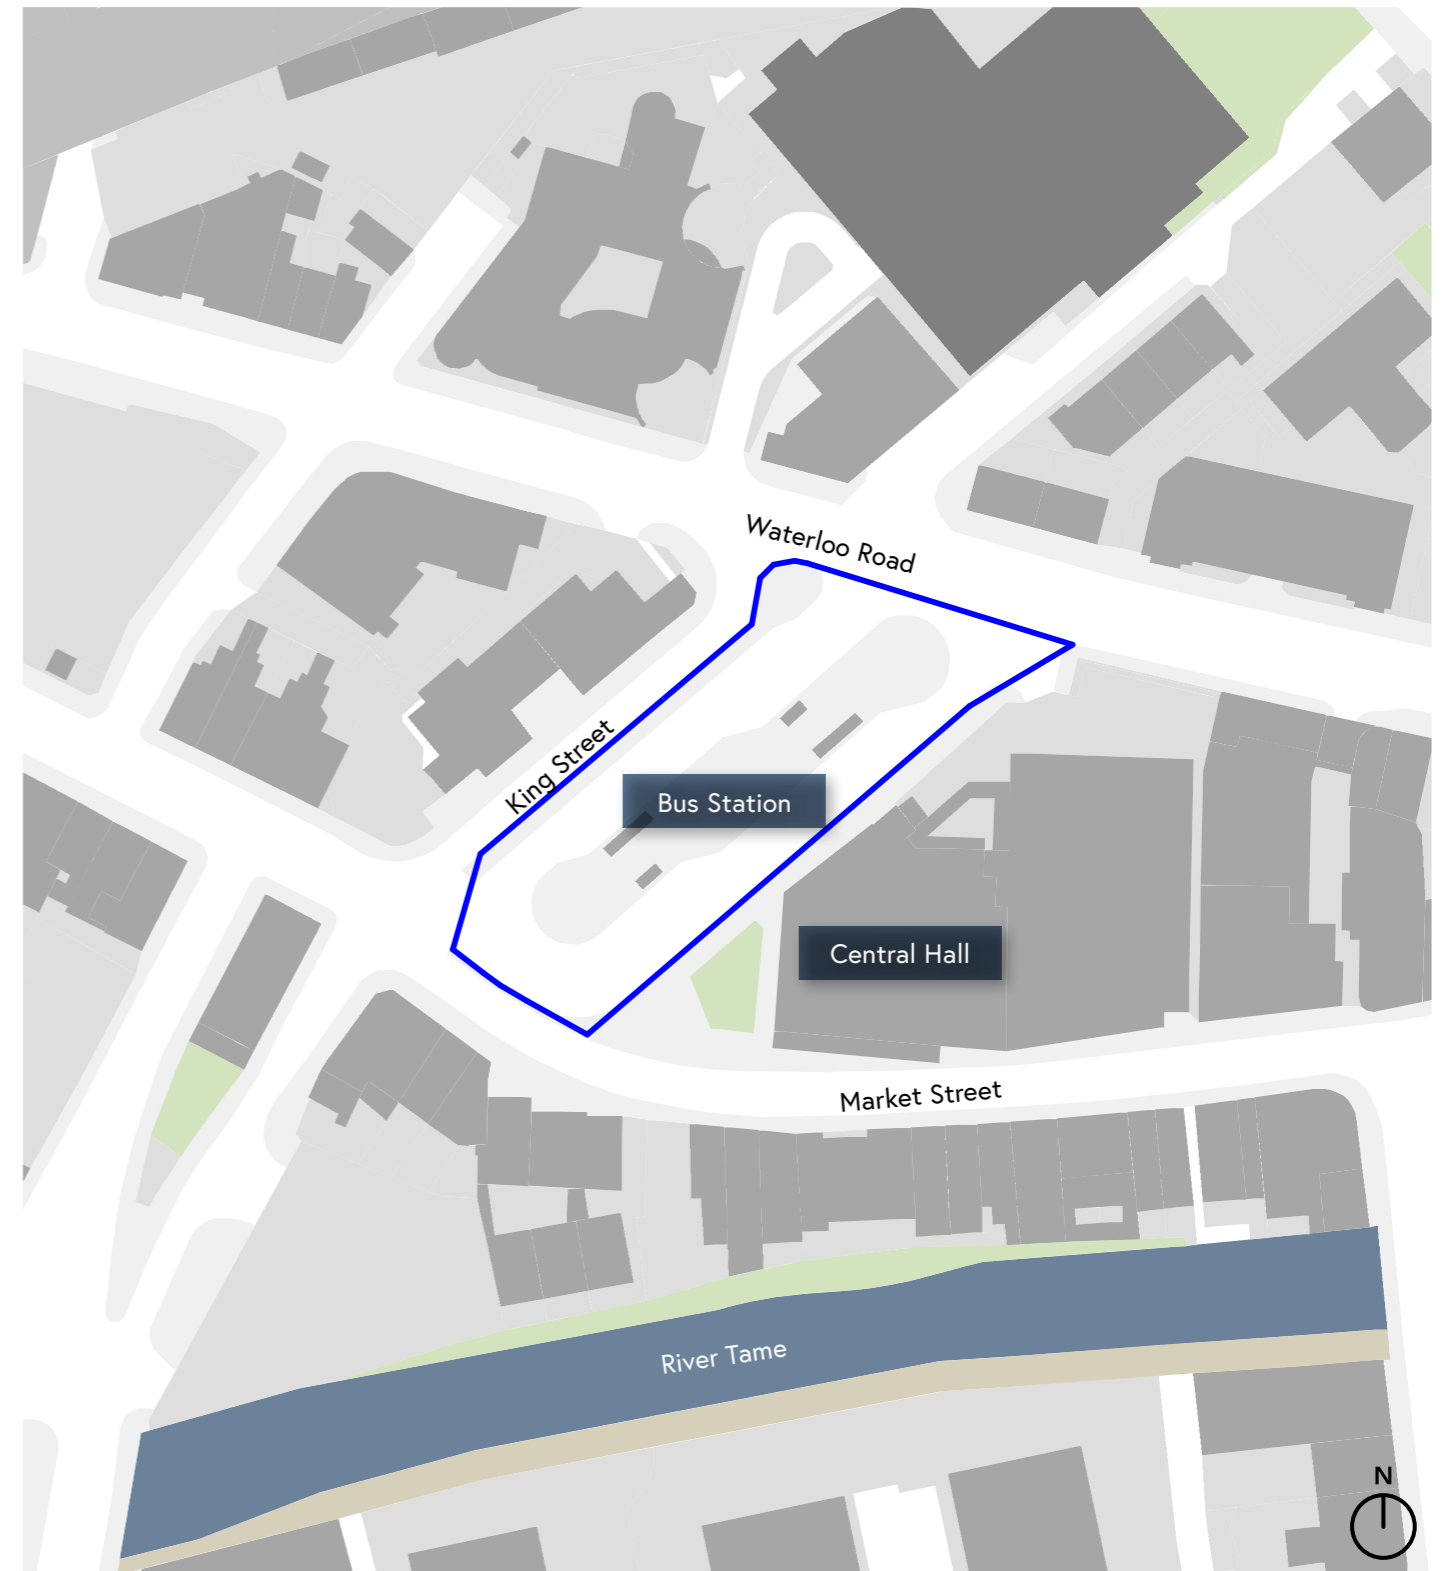 Waterloo Road
King Street
Bus Station
Central Hall
Market Street
River Tame
N